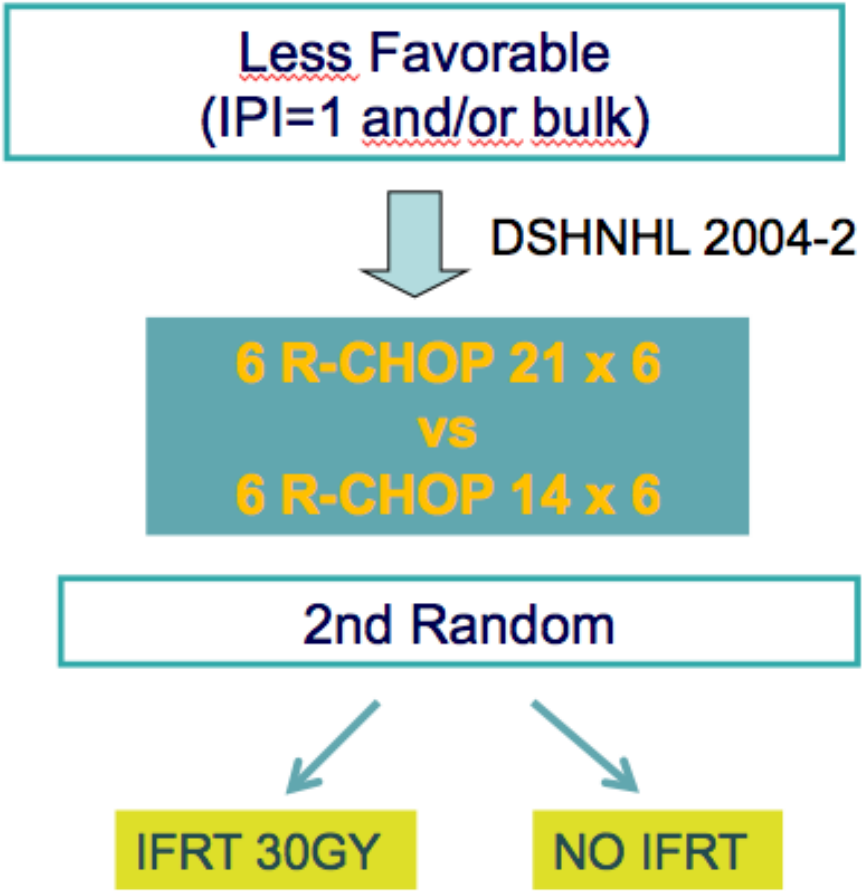 Less Favorable
(IPI=1 and/or bulk)
DSHNHL 2004-2
6 R-CHOP 21 x 6
vs
6 R-CHOP 14 x 6
2nd Random
IFRT 30GY
NO IFRT